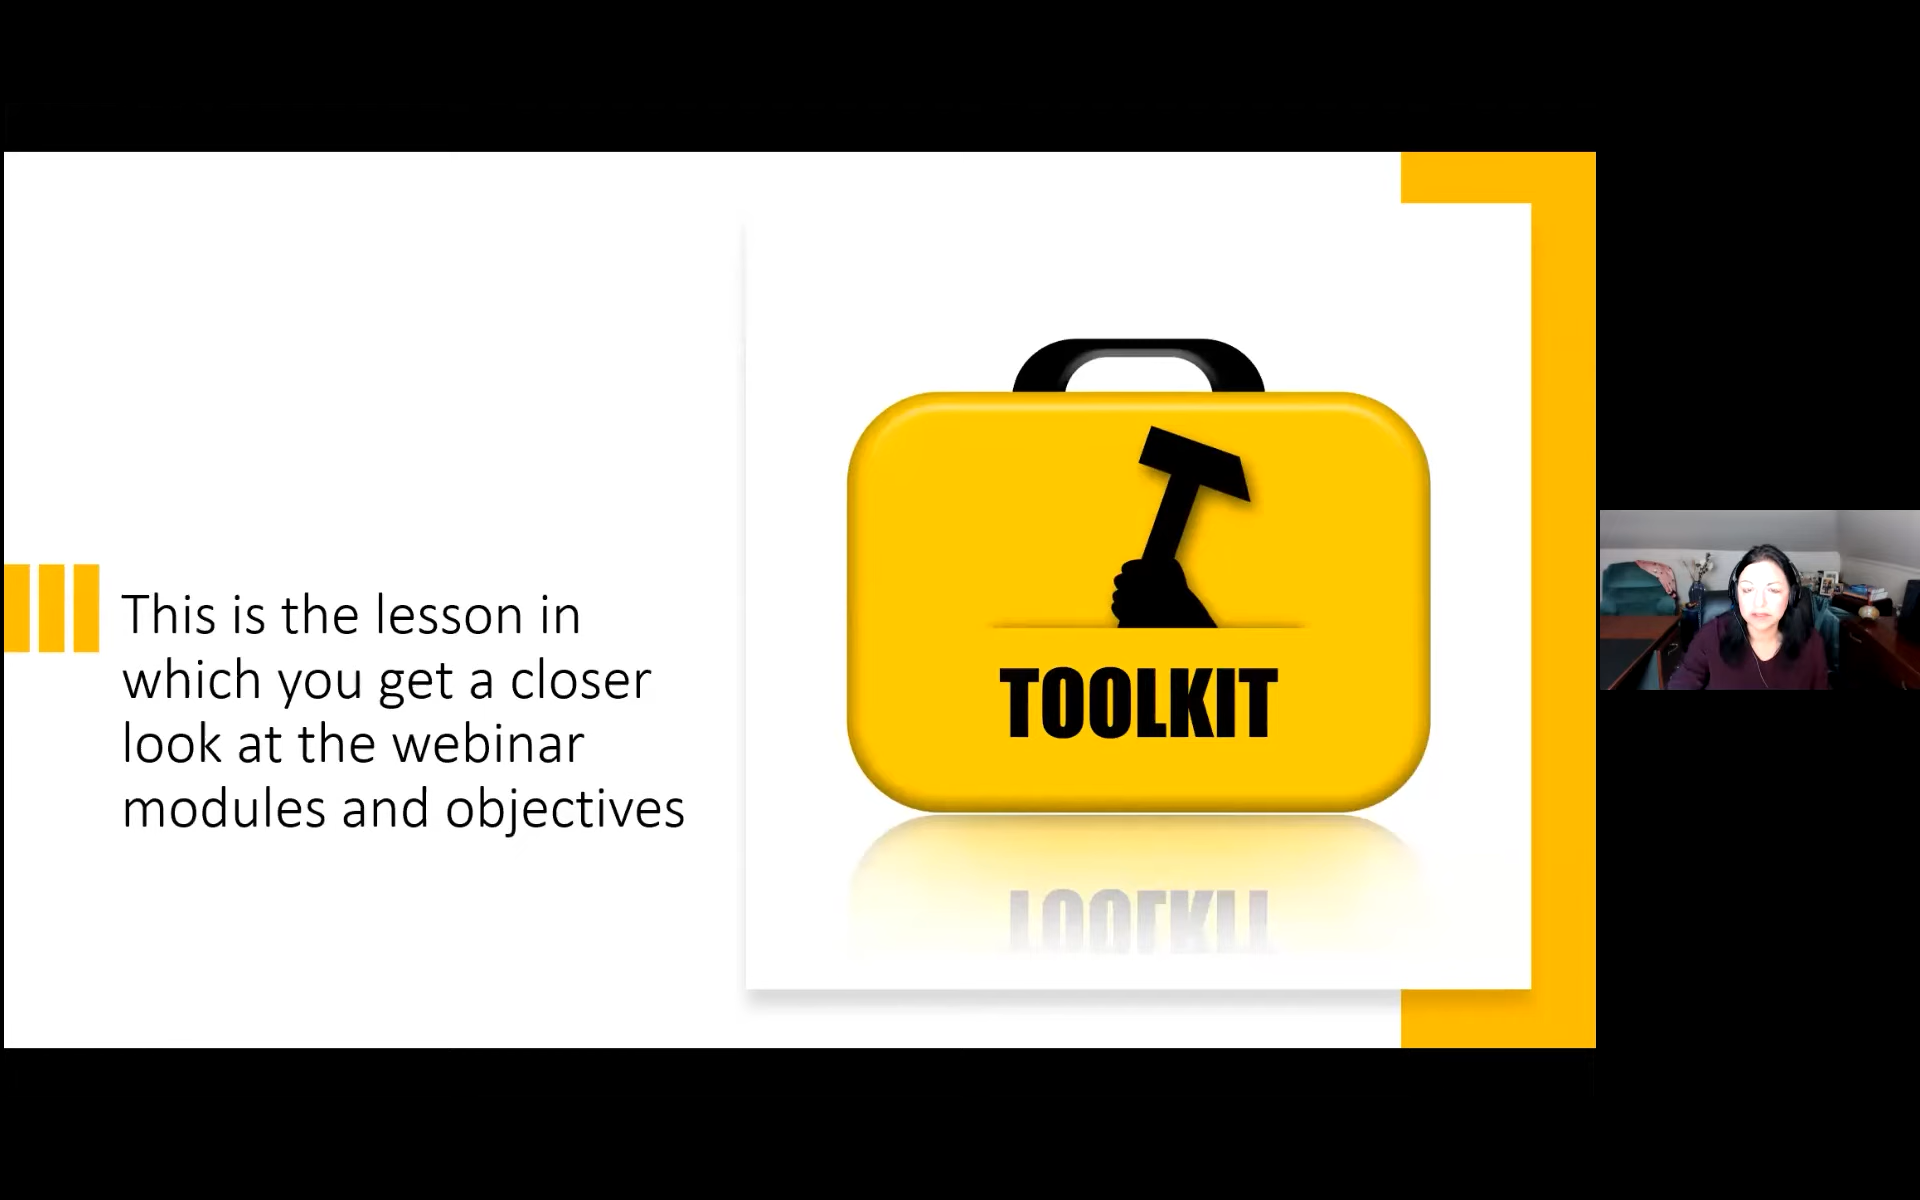 This is the lesson in
which you get a closer
look at the webinar
modules and objectives
TOOLKIT